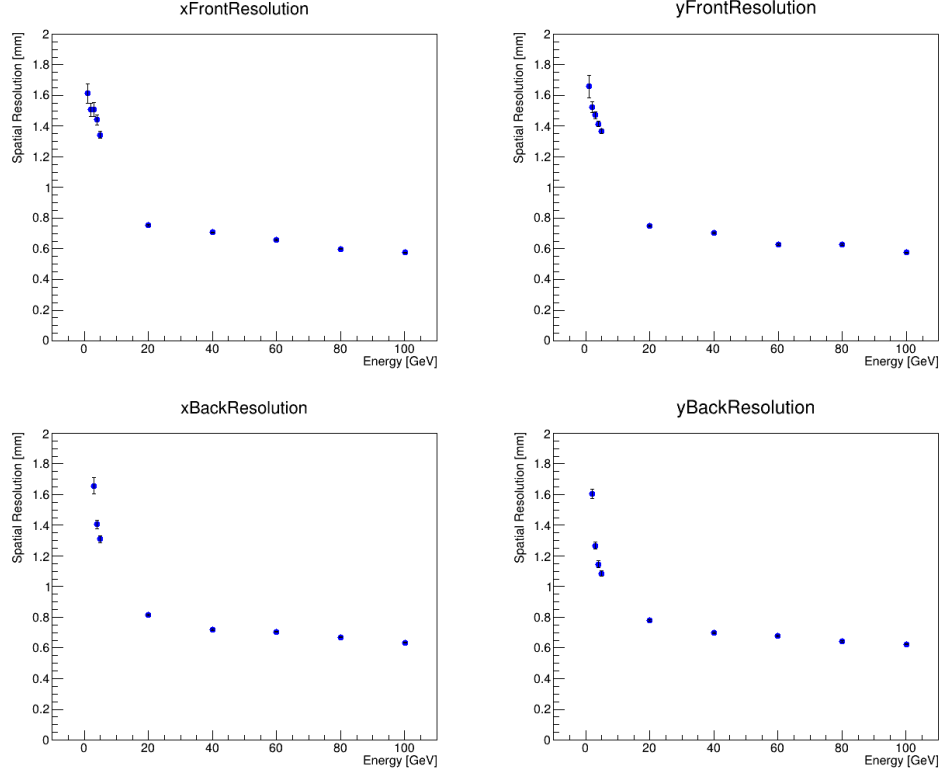 xFrontResolution
Spatial Resolution [mm]
2
1.8
1.6
1.4
1.2
1
0.8
0.6
0.4
0.2
0
0 20 40 60 80 100
Energy [GeV]
yFrontResolution
Spatial Resolution [mm]
2
1.8
1.6
1.4
1.2
1
0.8
0.6
0.4
0.2
0
0 20 40 60 80 100
Energy [GeV]
xBackResolution
Spatial Resolution [mm]
2
1.8
1.6
1.4
1.2
1
0.8
0.6
0.4
0.2
0
0 20 40 60 80 100
Energy [GeV]
yBackResolution
Spatial Resolution [mm]
2
1.8
1.6
1.4
1.2
1
0.8
0.6
0.4
0.2
0
0 20 40 60 80 100
Energy [GeV]